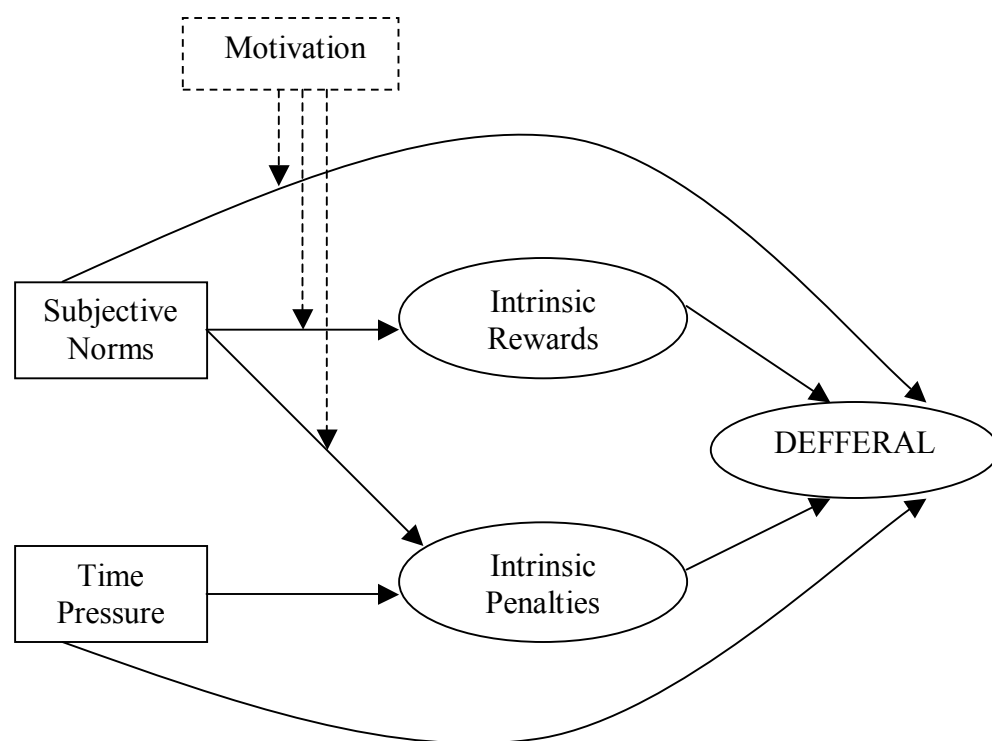 Motivation
Subjective
Norms
Intrinsic
Rewards
DEFFERAL
Time
Pressure
Intrinsic
Penalties